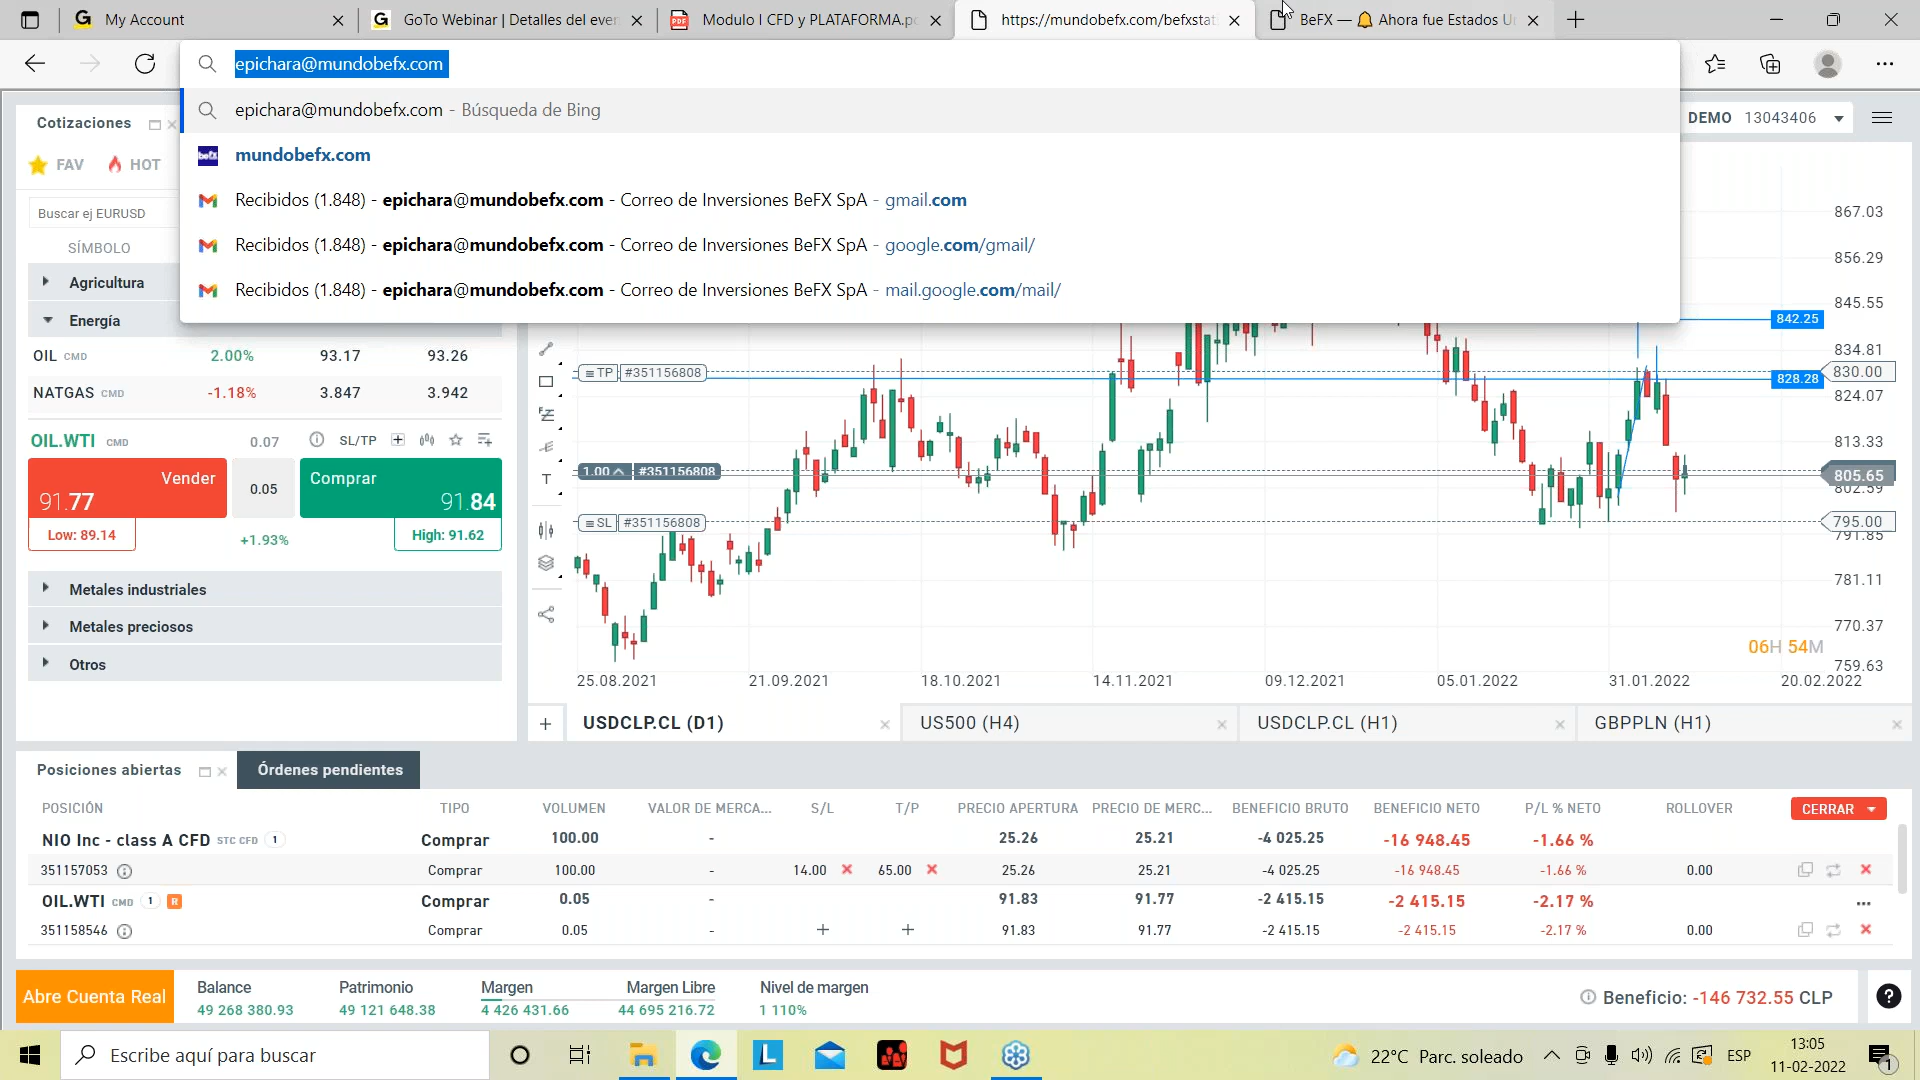 My Account
GoTo Webinar | Detalles del even
Modulo I CFD y PLATAFORMA.p
https://mundobefx.com/befxstat
BeFX — 🔔 Ahora fue Estados U
epichara@mundobefx.com
epichara@mundobefx.com - Búsqueda de Bing
mundobefx.com
Recibidos (1.848) - epichara@mundobefx.com - Correo de Inversiones BeFX SpA - gmail.com
Recibidos (1.848) - epichara@mundobefx.com - Correo de Inversiones BeFX SpA - google.com/gmail/
Recibidos (1.848) - epichara@mundobefx.com - Correo de Inversiones BeFX SpA - mail.google.com/mail/
DEMO 13043406
Cotizaciones
FAV HOT
Buscar ej EURUSD
SÍMBOLO
Agricultura
Energía
OIL CMD 2.00% 93.17 93.26
NATGAS CMD -1.18% 3.847 3.942
OIL.WTI CMD 0.07 SL/TP
Vender
91.77
0.05
Comprar
91.84
Low: 89.14
+1.93%
High: 91.62
Metales industriales
Metales preciosos
Otros
TP #351156808
1.00 #351156808
SL #351156808
867.03
856.29
845.55
842.25
834.81
830.00
828.28
824.07
813.33
805.65
802.59
795.00
791.85
781.11
770.37
06H 54M
759.63
25.08.2021 21.09.2021 18.10.2021 14.11.2021 09.12.2021 05.01.2022 31.01.2022 20.02.2022
+ USDCLP.CL (D1) US500 (H4) USDCLP.CL (H1) GBPPLN (H1)
Posiciones abiertas Órdenes pendientes
POSICIÓN TIPO VOLUMEN VALOR DE MERCA... S/L T/P PRECIO APERTURA PRECIO DE MERC... BENEFICIO BRUTO BENEFICIO NETO P/L % NETO ROLLOVER CERRAR
NIO Inc - class A CFD STC CFD 1 Comprar 100.00 - 25.26 25.21 -4 025.25 -16 948.45 -1.66 %
351157053 Comprar 100.00 - 14.00 65.00 25.26 25.21 -4 025.25 -16 948.45 -1.66 % 0.00
OIL.WTI CMD 1 R Comprar 0.05 - 91.83 91.77 -2 415.15 -2 415.15 -2.17 % ...
351158546 Comprar 0.05 - + + 91.83 91.77 -2 415.15 -2 415.15 -2.17 % 0.00
Abre Cuenta Real
Balance Patrimonio Margen Margen Libre Nivel de margen
49 268 380.93 49 121 648.38 4 426 431.66 44 695 216.72 1 110%
Beneficio: -146 732.55 CLP
Escribe aquí para buscar
22°C Parc. soleado
ESP
13:05
11-02-2022
1